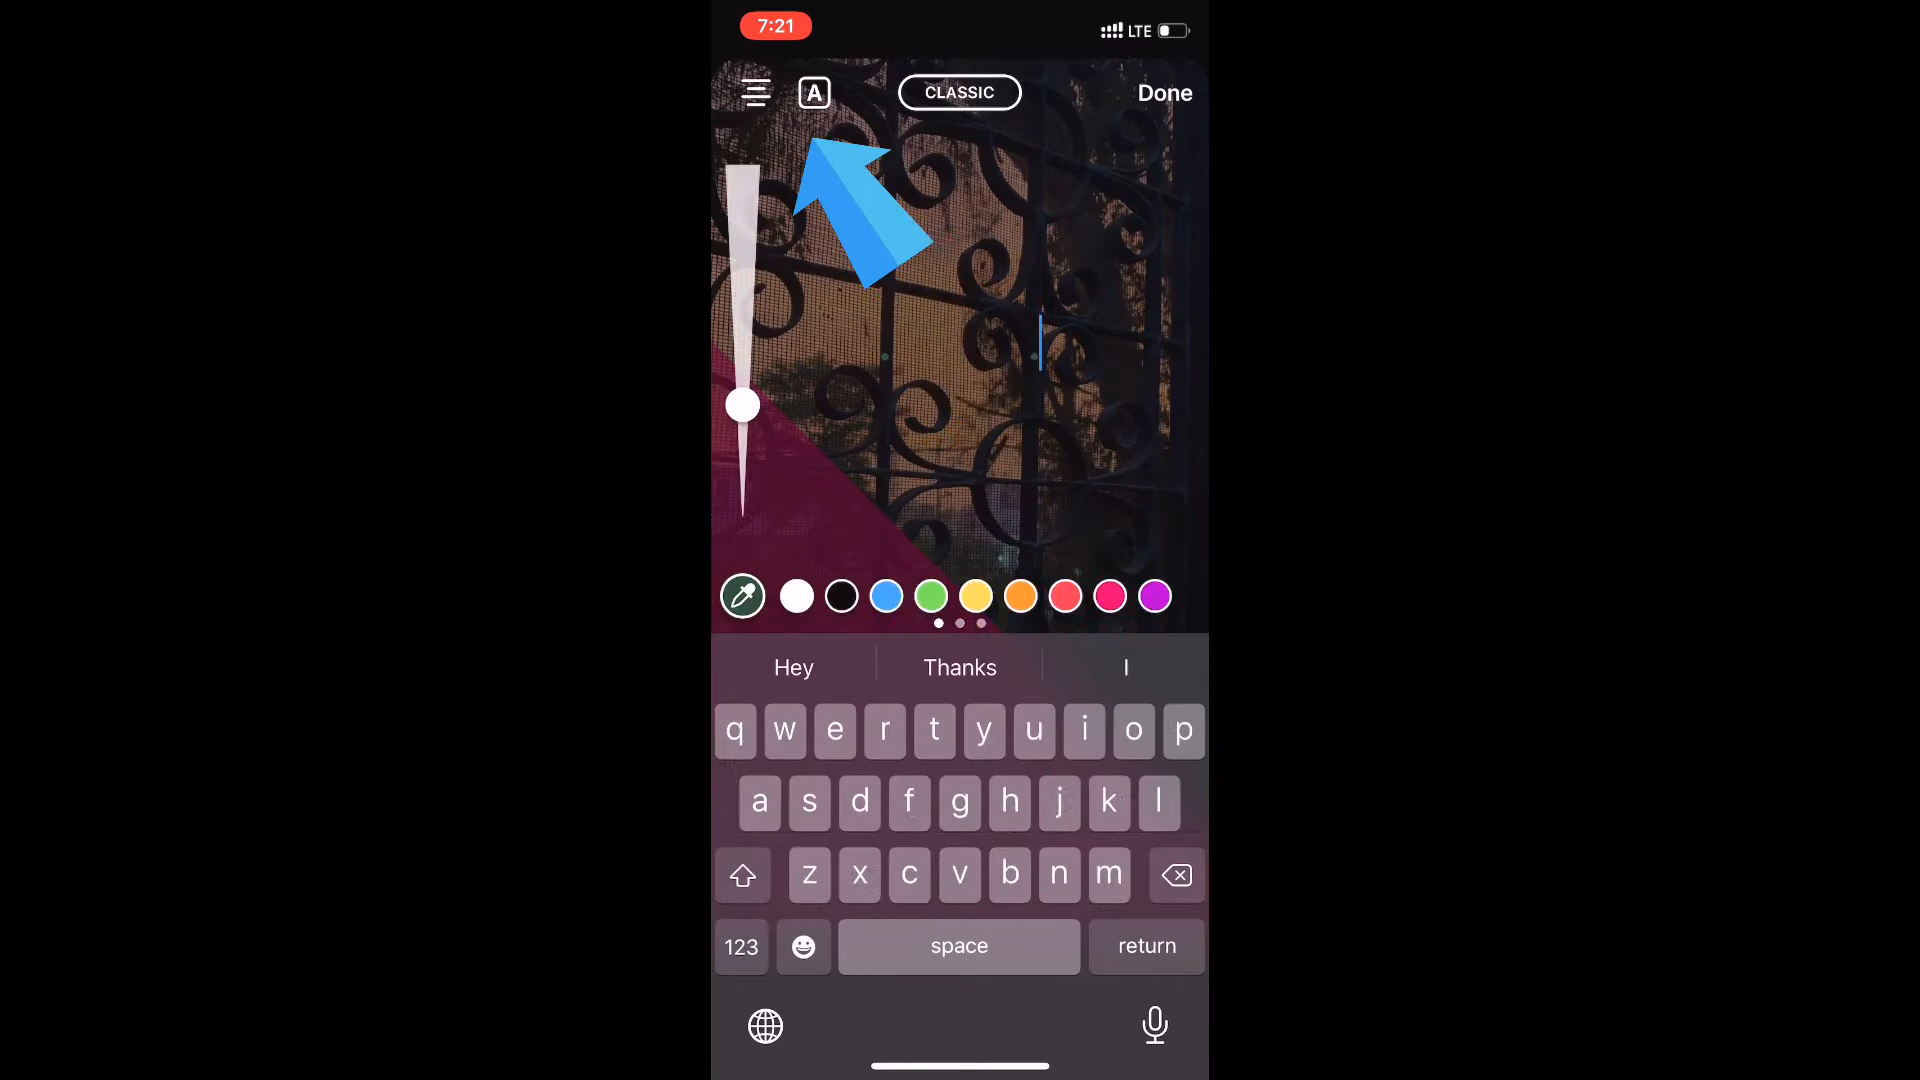 7:21 LTE
A CLASSIC Done
Hey Thanks I
q w e r t y u i o p
a s d f g h j k l
z x c v b n m
123 space return